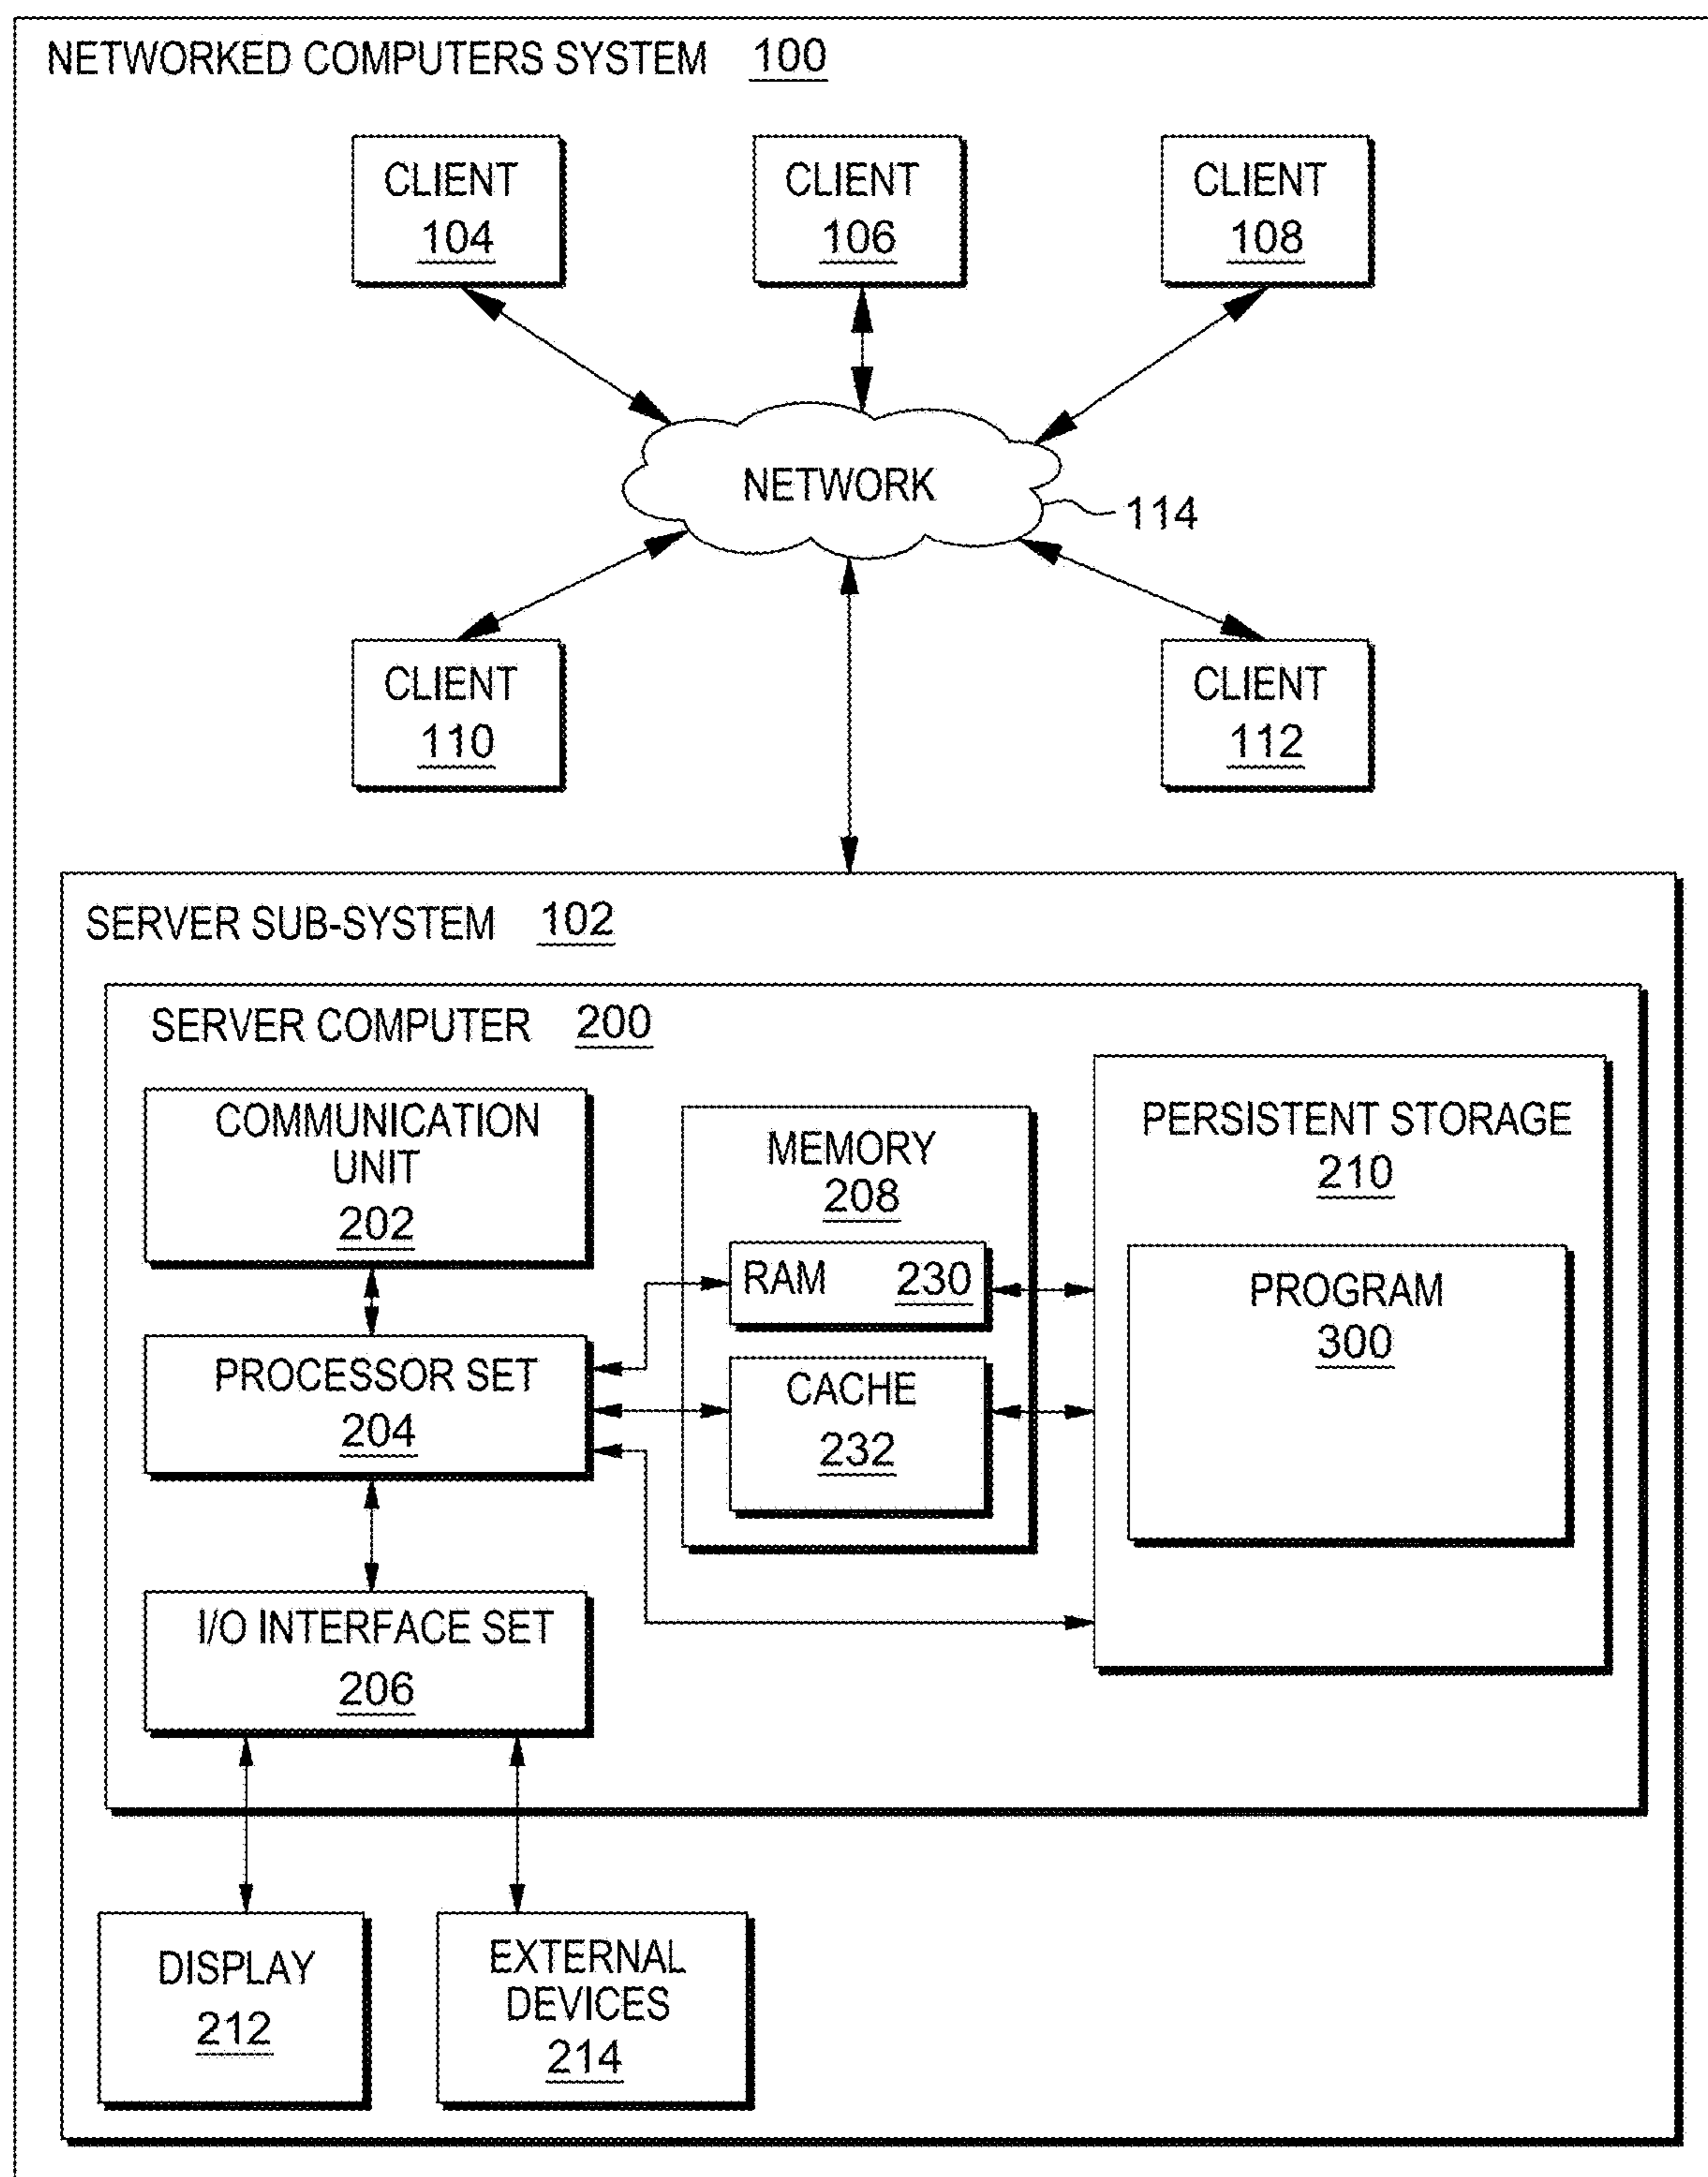 NETWORKED COMPUTERS SYSTEM 100
CLIENT
104
CLIENT
106
CLIENT
108
NETWORK
114
CLIENT
110
CLIENT
112
SERVER SUB-SYSTEM 102
SERVER COMPUTER 200
COMMUNICATION
UNIT
202
PROCESSOR SET
204
I/O INTERFACE SET
206
MEMORY
208
RAM 230
CACHE
232
PERSISTENT STORAGE
210
PROGRAM
300
DISPLAY
212
EXTERNAL
DEVICES
214